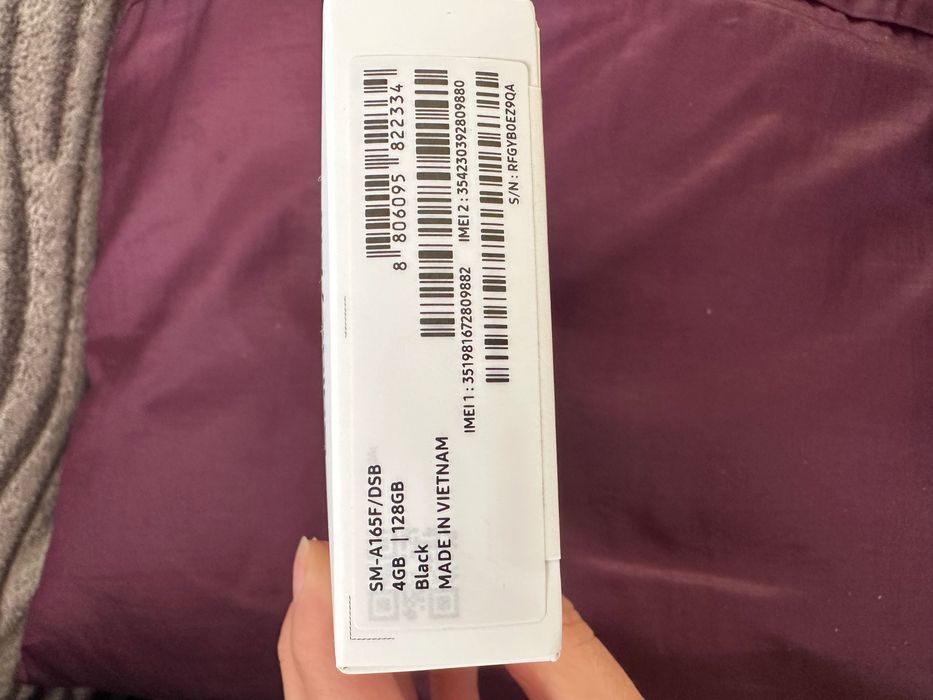 SM-A165F/DSB
4GB | 128GB
Black
MADE IN VIETNAM
8 806095 822334
IMEI 1 : 351981672809882 IMEI 2 : 354230392809880
S/N : RFGYB0EZ9QA